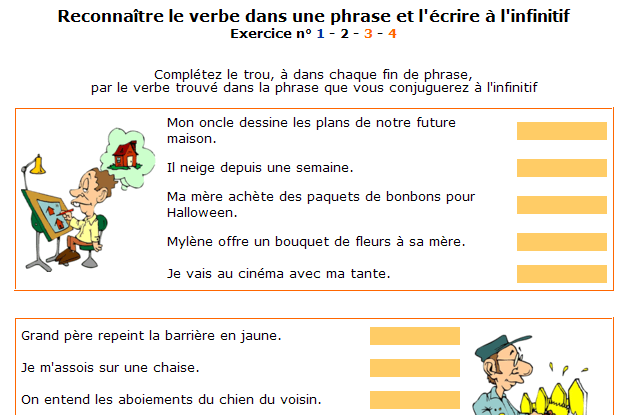 Reconnaître le verbe dans une phrase et l'écrire à l'infinitif
Exercice n° 1 - 2 - 3 - 4
Complétez le trou, à dans chaque fin de phrase,
par le verbe trouvé dans la phrase que vous conjuguerez à l'infinitif
Mon oncle dessine les plans de notre future
maison.
Il neige depuis une semaine.
Ma mère achète des paquets de bonbons pour
Halloween.
Mylène offre un bouquet de fleurs à sa mère.
Je vais au cinéma avec ma tante.
Grand père repeint la barrière en jaune.
Je m'assois sur une chaise.
On entend les aboiements du chien du voisin.